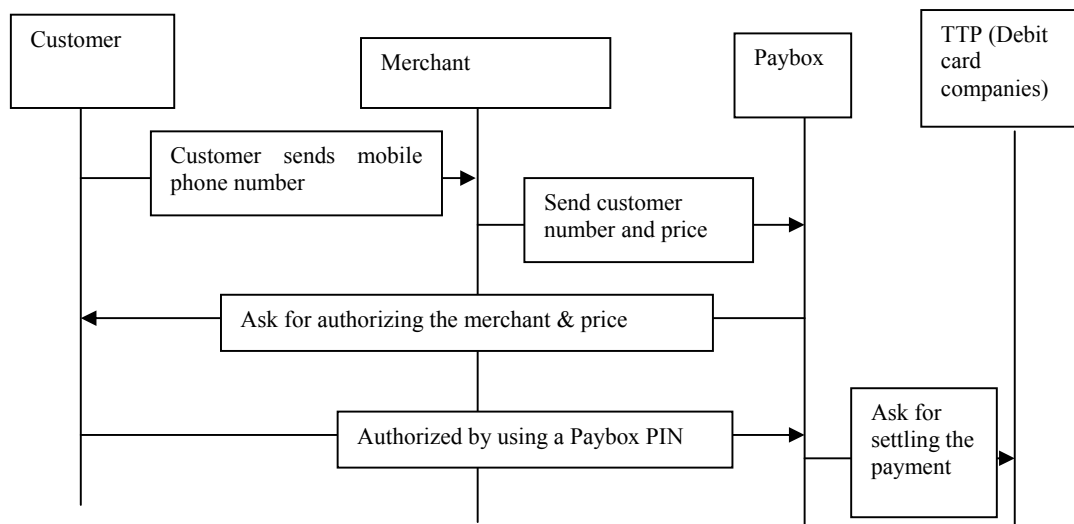 Customer
Merchant
Paybox
TTP (Debit
card
companies)
Customer sends mobile
phone number
Send customer
number and price
Ask for authorizing the merchant & price
Authorized by using a Paybox PIN
Ask for
settling the
payment